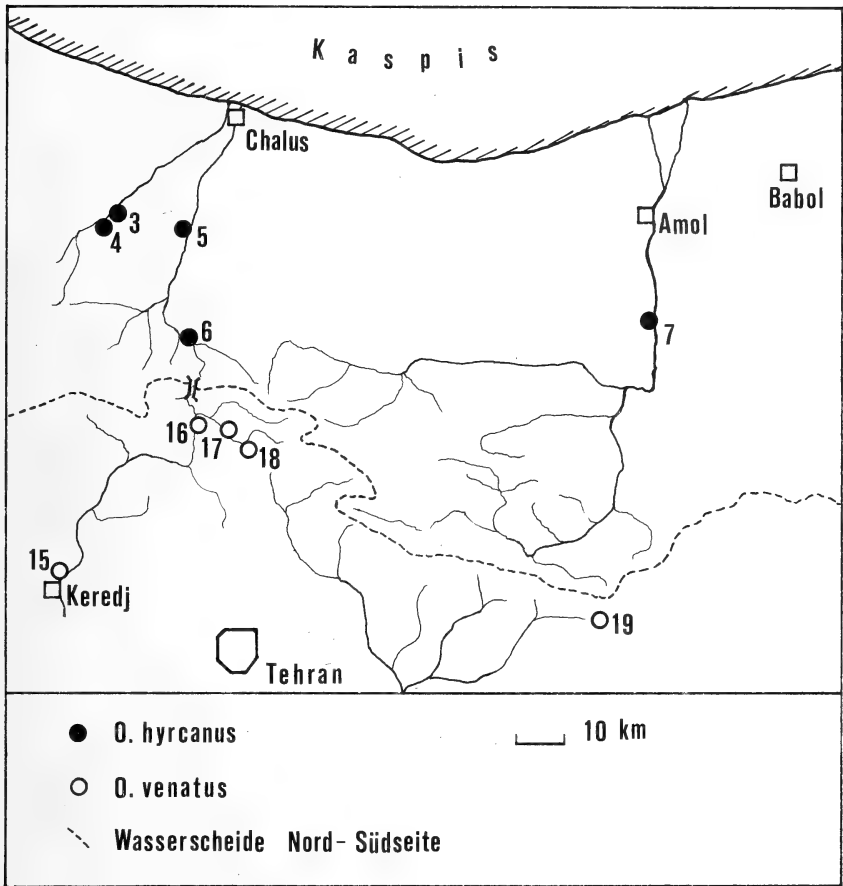 Kaspis
Chalus
Babol
3
4
5
Amol
7
6
16
17
18
15
Keredj
19
Tehran
O. hyrcanus
10 km
O. venatus
Wasserscheide Nord-Südseite